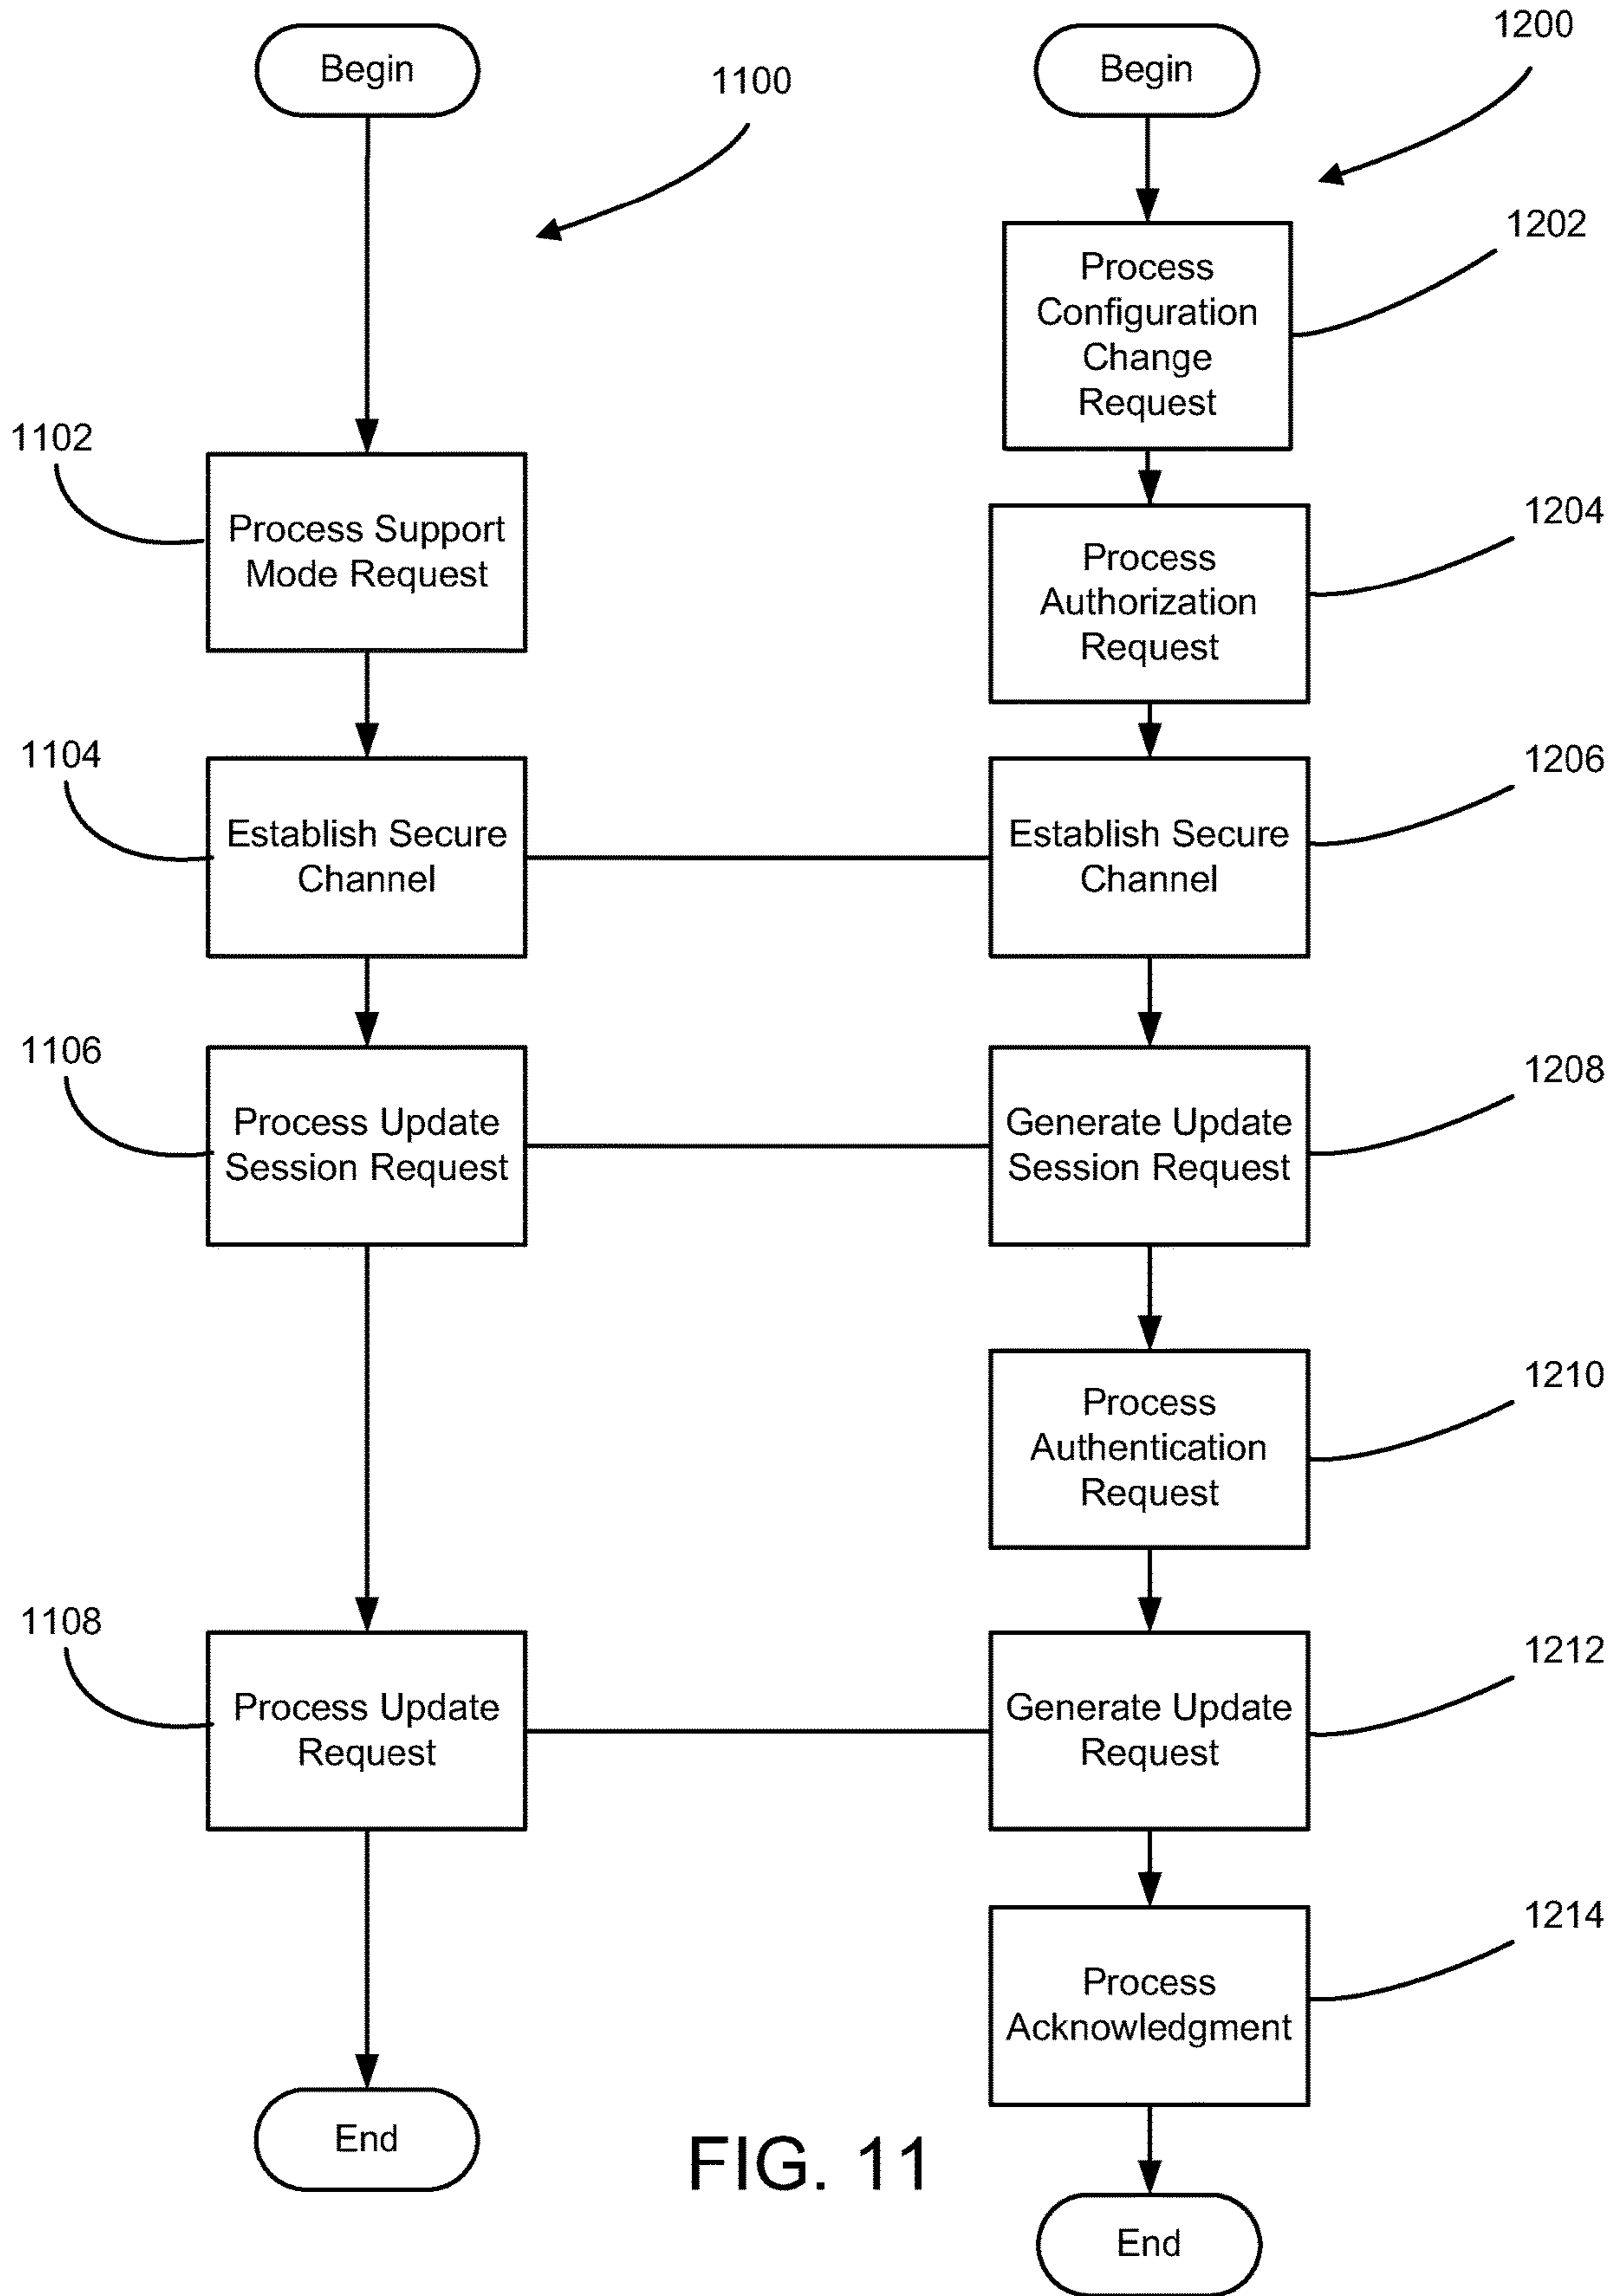 Begin
1100
1102
Process Support
Mode Request
1104
Establish Secure
Channel
1106
Process Update
Session Request
1108
Process Update
Request
End
Begin
1200
Process
Configuration
Change
Request
1202
Process
Authorization
Request
1204
Establish Secure
Channel
1206
Generate Update
Session Request
1208
Process
Authentication
Request
1210
Generate Update
Request
1212
Process
Acknowledgment
1214
End
FIG. 11